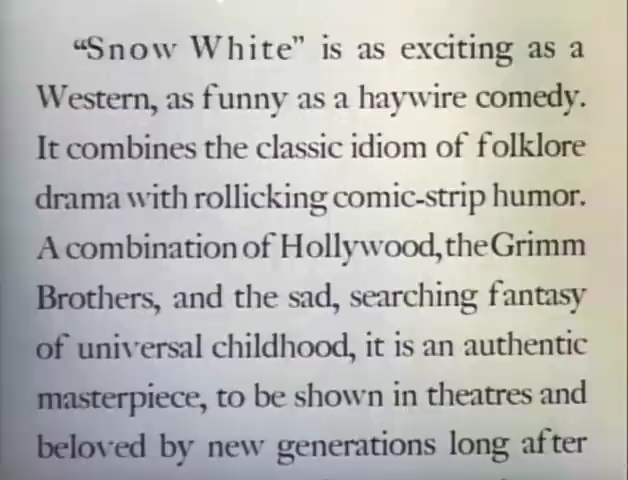 “Snow White” is as exciting as a
Western, as funny as a haywire comedy.
It combines the classic idiom of folklore
drama with rollicking comic-strip humor.
A combination of Hollywood, the Grimm
Brothers, and the sad, searching fantasy
of universal childhood, it is an authentic
masterpiece, to be shown in theatres and
beloved by new generations long after